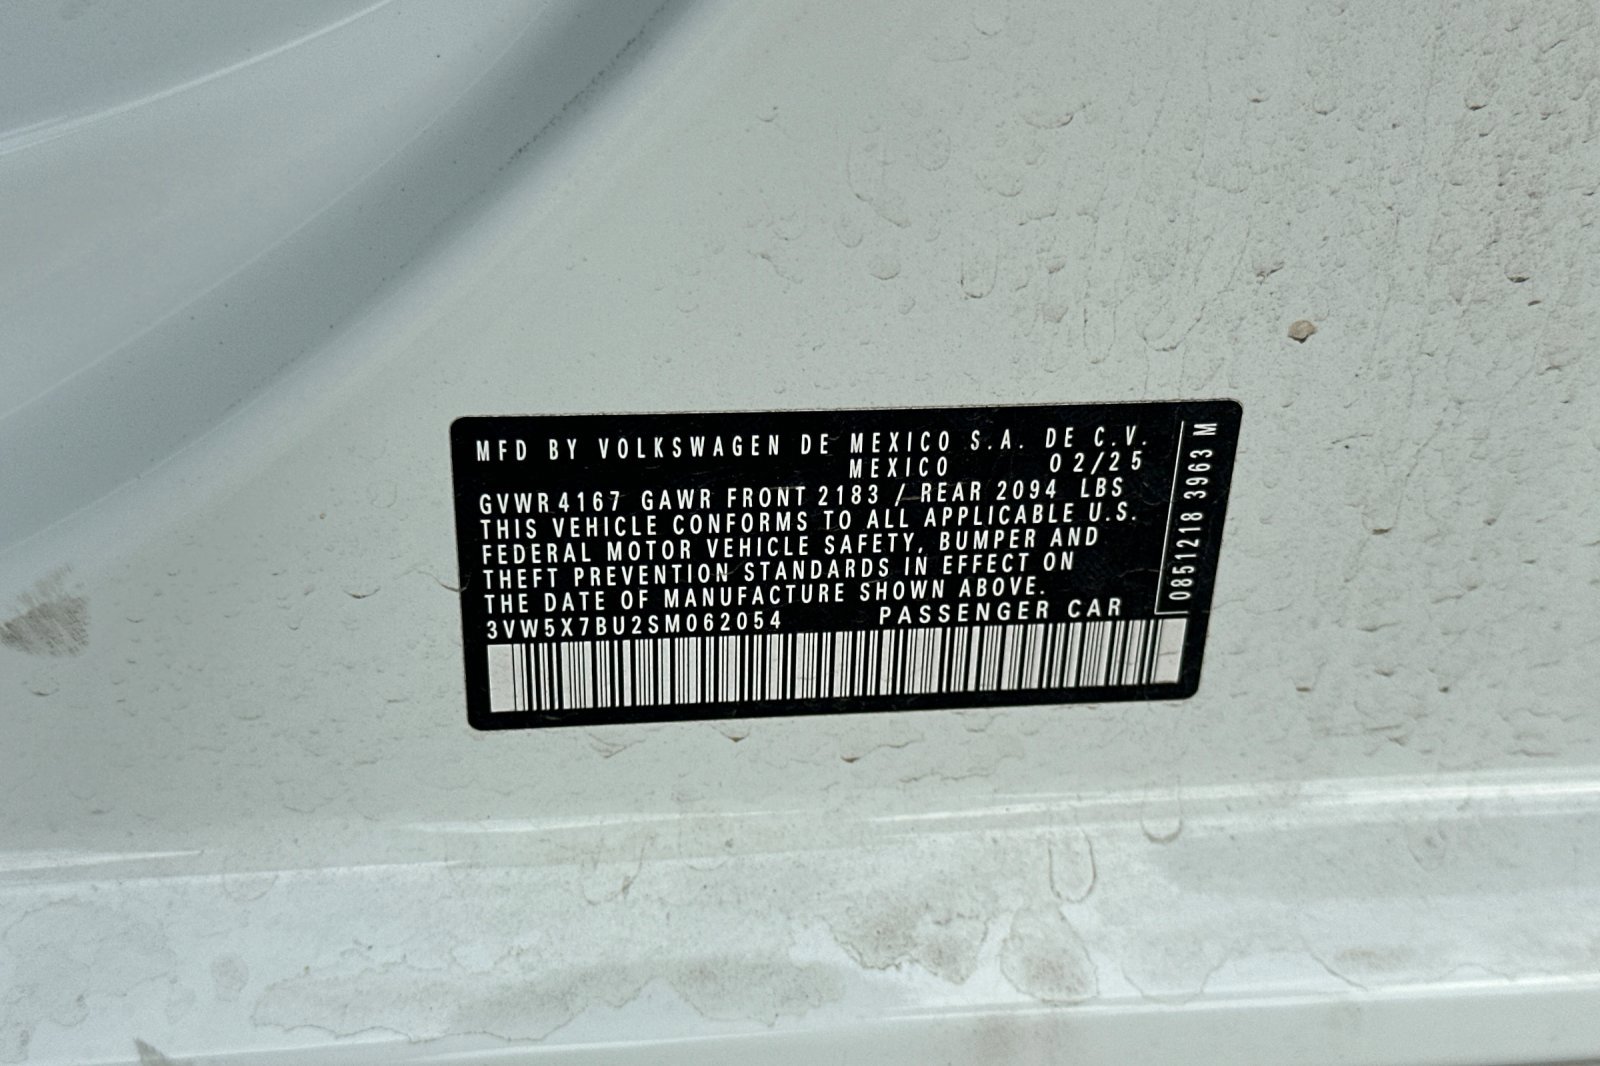 MFD BY VOLKSWAGEN DE MEXICO S.A. DE C.V.
MEXICO 02/25
GVWR 4167 GAWR FRONT 2183 / REAR 2094 LBS
THIS VEHICLE CONFORMS TO ALL APPLICABLE U.S.
FEDERAL MOTOR VEHICLE SAFETY, BUMPER AND
THEFT PREVENTION STANDARDS IN EFFECT ON
THE DATE OF MANUFACTURE SHOWN ABOVE.
3VW5X7BU2SM062054 PASSENGER CAR
0851218 3963 M